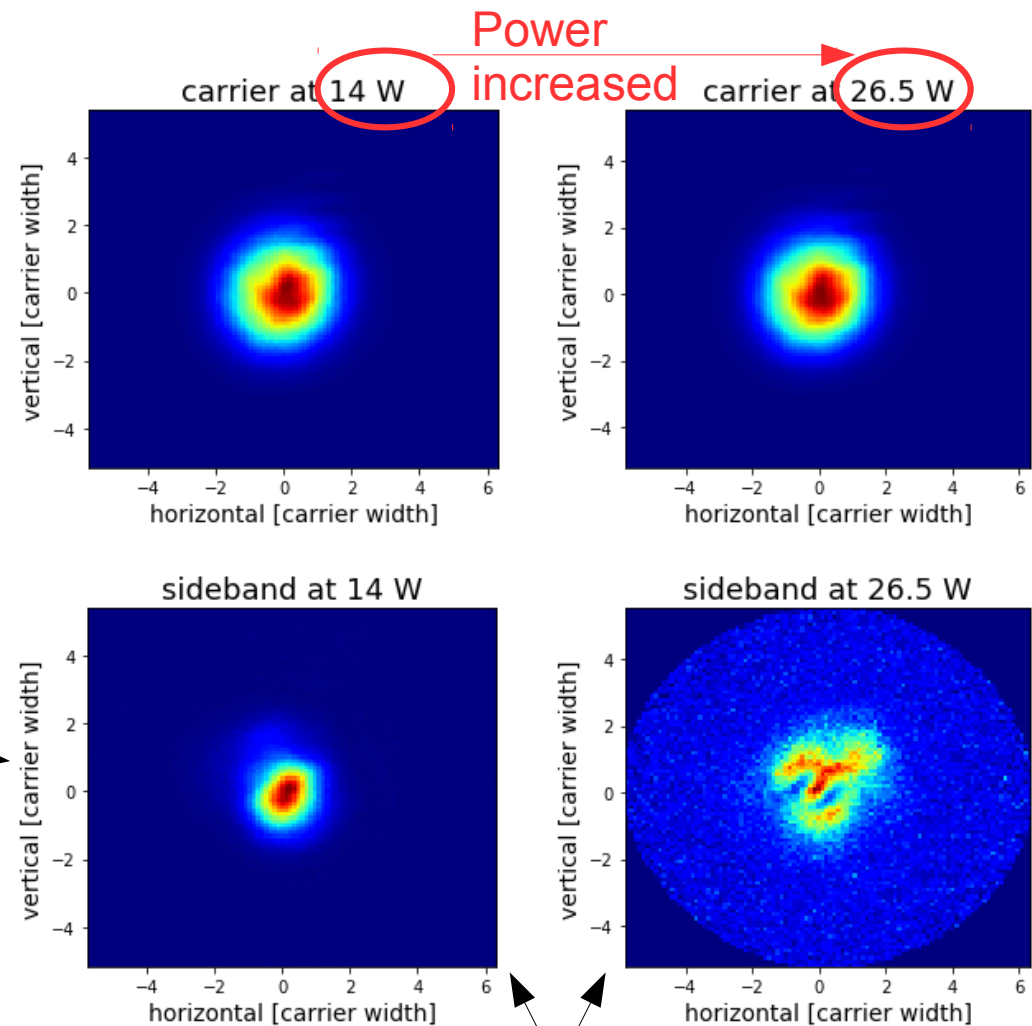 Power
increased
carrier at 14 W
carrier at 26.5 W
vertical [carrier width]
4
2
0
−2
−4
−4 −2 0 2 4 6
horizontal [carrier width]
vertical [carrier width]
4
2
0
−2
−4
−4 −2 0 2 4 6
horizontal [carrier width]
sideband at 14 W
sideband at 26.5 W
vertical [carrier width]
4
2
0
−2
−4
−4 −2 0 2 4 6
horizontal [carrier width]
vertical [carrier width]
4
2
0
−2
−4
−4 −2 0 2 4 6
horizontal [carrier width]